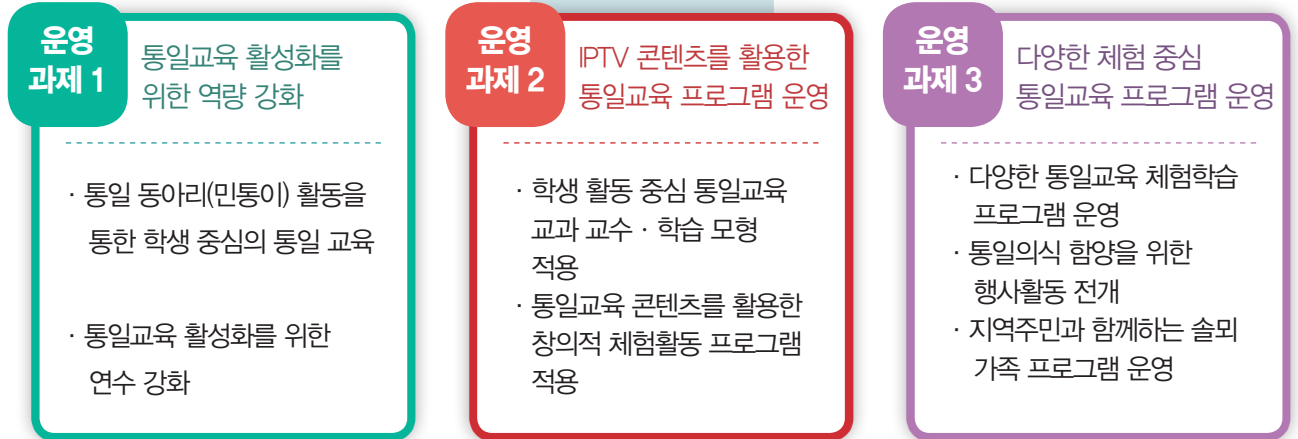 운영
과제 1
통일교육 활성화를
위한 역량 강화
· 통일 동아리(민통이) 활동을
통한 학생 중심의 통일 교육
· 통일교육 활성화를 위한
연수 강화
운영
과제 2
IPTV 콘텐츠를 활용한
통일교육 프로그램 운영
· 학생 활동 중심 통일교육
교과 교수 · 학습 모형
적용
· 통일교육 콘텐츠를 활용한
창의적 체험활동 프로그램
적용
운영
과제 3
다양한 체험 중심
통일교육 프로그램 운영
· 다양한 통일교육 체험학습
프로그램 운영
· 통일의식 함양을 위한
행사활동 전개
· 지역주민과 함께하는 솔뫼
가족 프로그램 운영